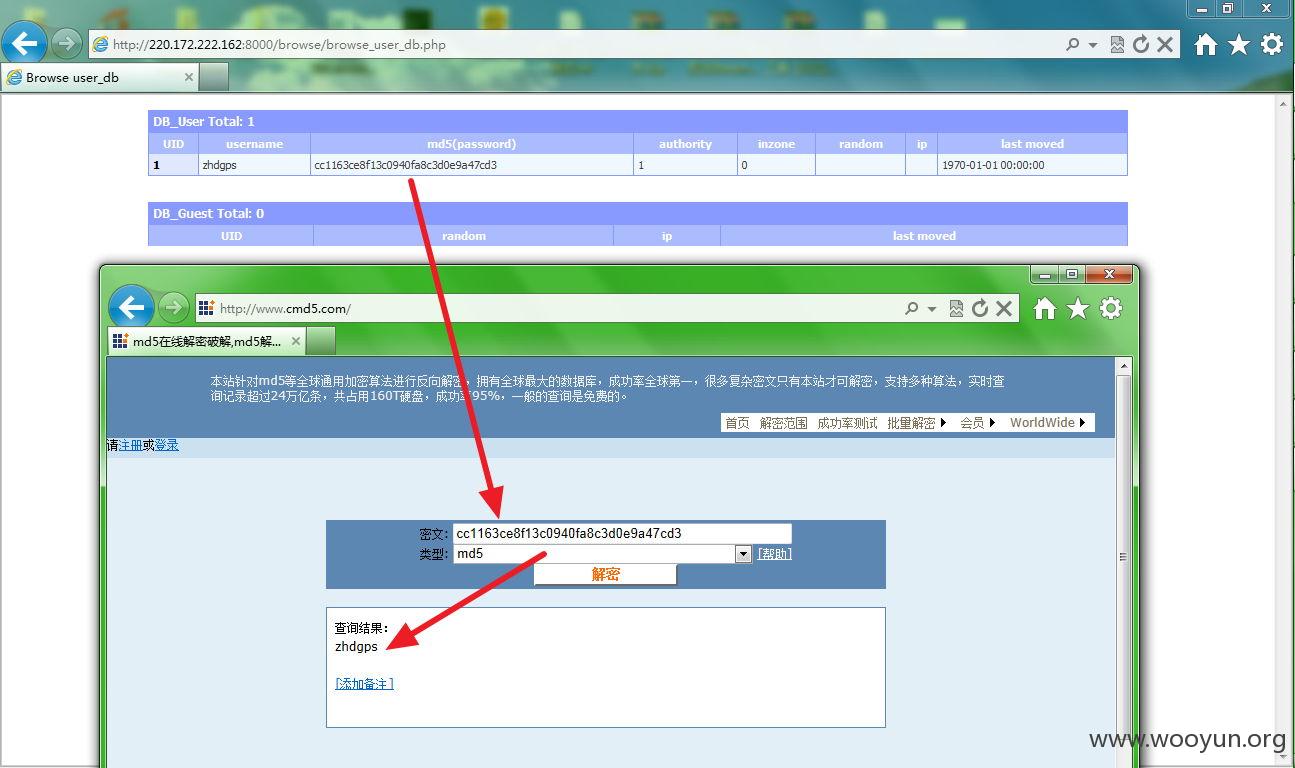 http://220.172.222.162:8000/browse/browse_user_db.php
Browse user_db
DB_User Total: 1
UID username md5(password) authority inzone random ip last moved
1 zhdgps cc1163ce8f13c0940fa8c3d0e9a47cd3 1 0 1970-01-01 00:00:00
DB_Guest Total: 0
UID random ip last moved
http://www.cmd5.com/
md5在线解密破解,md5解...
本站针对md5等全球通用加密算法进行反向解密，拥有全球最大的数据库，成功率全球第一，很多复杂密文只有本站才可解密，支持多种算法，实时查
询记录超过24万亿条，共占用160T硬盘，成功率95%，一般的查询是免费的。
首页 解密范围 成功率测试 批量解密 会员 WorldWide
请注册或登录
密文: cc1163ce8f13c0940fa8c3d0e9a47cd3
类型: md5 [帮助]
解密
查询结果:
zhdgps
[添加备注]
www.wooyun.org